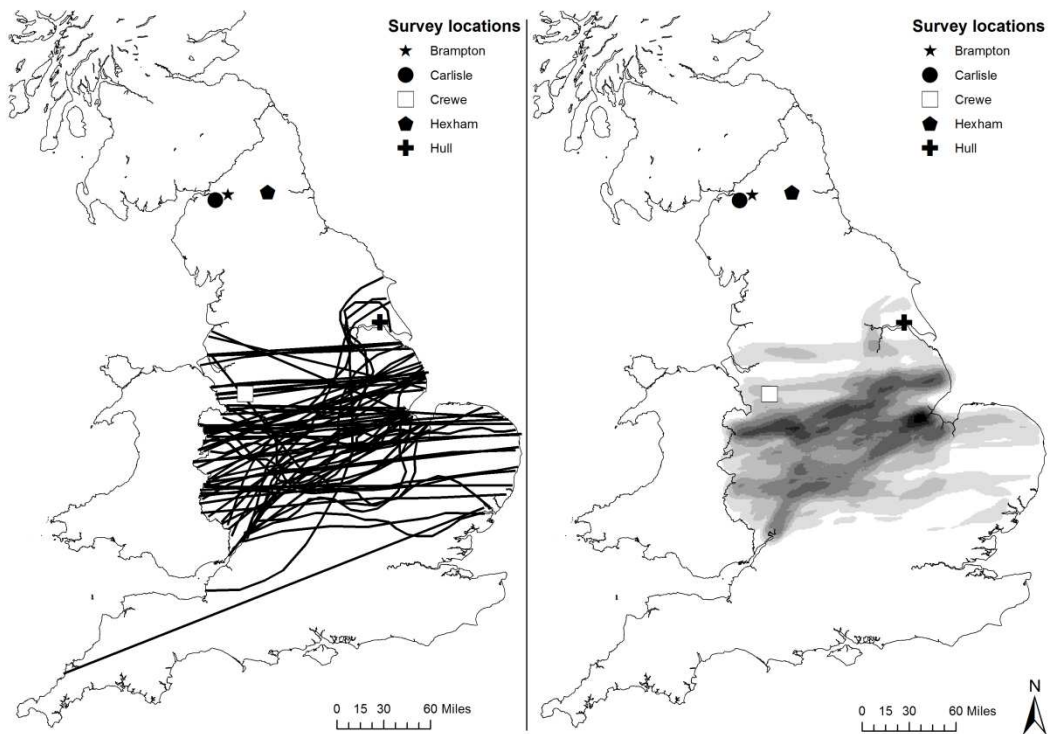 Survey locations
Brampton
Carlisle
Crewe
Hexham
Hull
0 15 30 60 Miles
Survey locations
Brampton
Carlisle
Crewe
Hexham
Hull
0 15 30 60 Miles
N